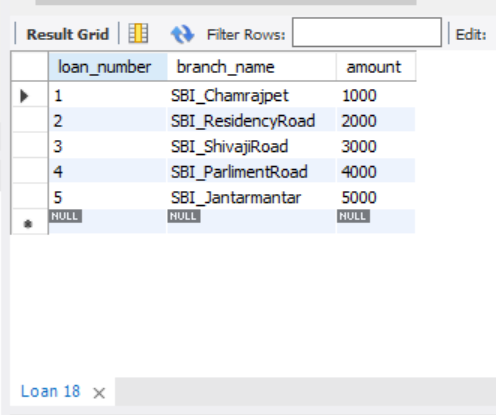 Result Grid Filter Rows: Edit:
loan_number branch_name amount
1 SBI_Chamrajpet 1000
2 SBI_ResidencyRoad 2000
3 SBI_ShivajiRoad 3000
4 SBI_ParlimentRoad 4000
5 SBI_Jantarmantar 5000
NULL NULL NULL
Loan 18